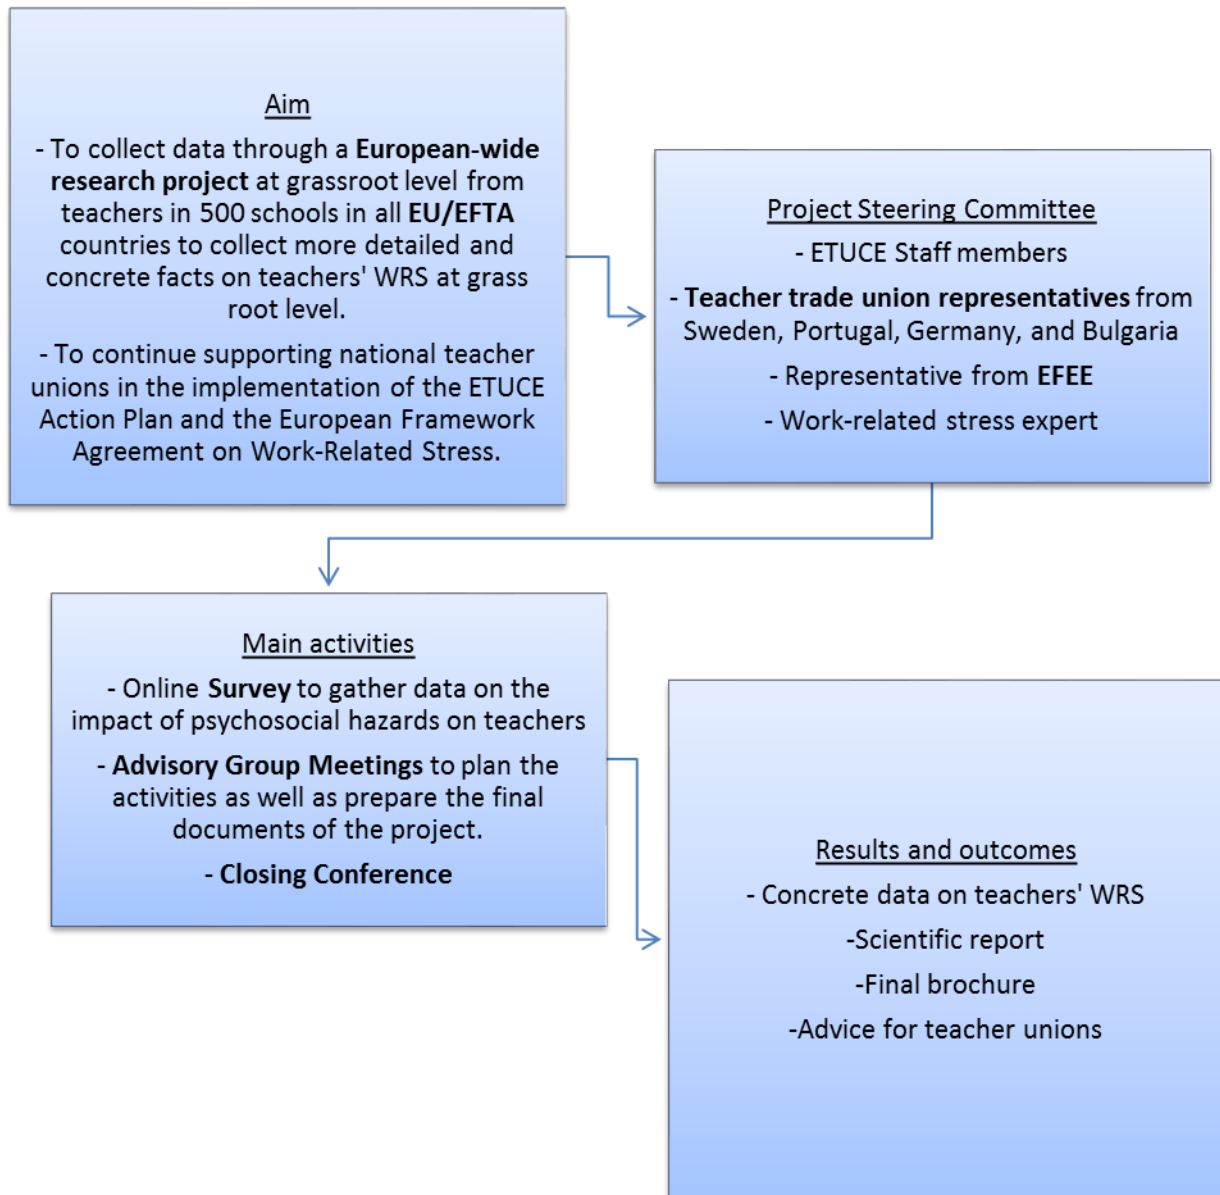 Aim
- To collect data through a European-wide
research project at grassroot level from
teachers in 500 schools in all EU/EFTA
countries to collect more detailed and
concrete facts on teachers' WRS at grass
root level.
- To continue supporting national teacher
unions in the implementation of the ETUCE
Action Plan and the European Framework
Agreement on Work-Related Stress.
Project Steering Committee
- ETUCE Staff members
- Teacher trade union representatives from
Sweden, Portugal, Germany, and Bulgaria
- Representative from EFEE
- Work-related stress expert
Main activities
- Online Survey to gather data on the
impact of psychosocial hazards on teachers
- Advisory Group Meetings to plan the
activities as well as prepare the final
documents of the project.
- Closing Conference
Results and outcomes
- Concrete data on teachers' WRS
-Scientific report
-Final brochure
-Advice for teacher unions